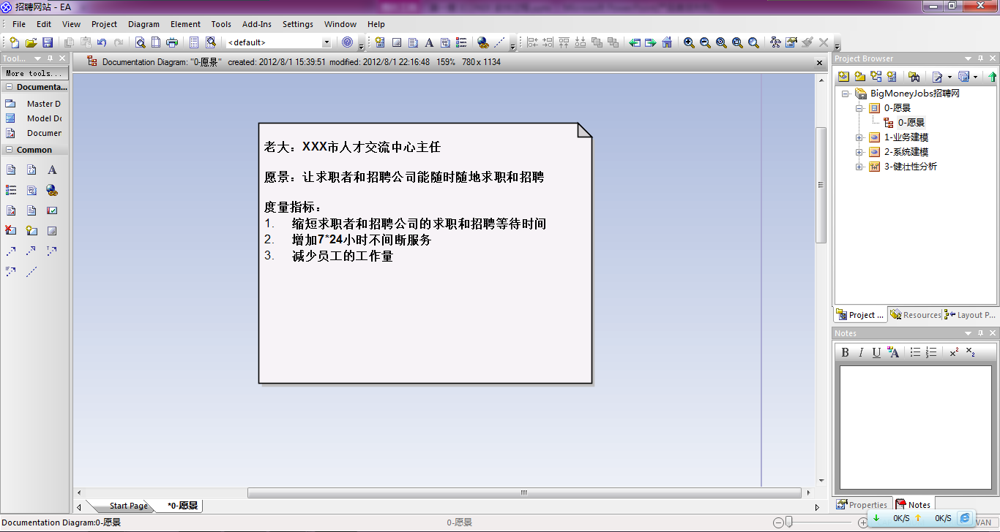 招聘网站 - EA
File Edit View Project Diagram Element Tools Add-Ins Settings Window Help
<default>
Tool...
More tools...
Documenta...
Master D
Model Do
Documer
Common
Documentation Diagram: "0-愿景" created: 2012/8/1 15:39:51 modified: 2012/8/1 22:16:48 159% 780 x 1134
老大：XXX市人才交流中心主任
愿景：让求职者和招聘公司能随时随地求职和招聘
度量指标：
1. 缩短求职者和招聘公司的求职和招聘等待时间
2. 增加7*24小时不间断服务
3. 减少员工的工作量
Start Page *0-愿景
Project Browser
BigMoneyJobs招聘网
0-愿景
0-愿景
1-业务建模
2-系统建模
3-健壮性分析
Project ... Resources Layout P...
Notes
B I U A x² x₂
Properties Notes
Documentation Diagram:0-愿景 0-愿景
0K/S 0K/S
WAN